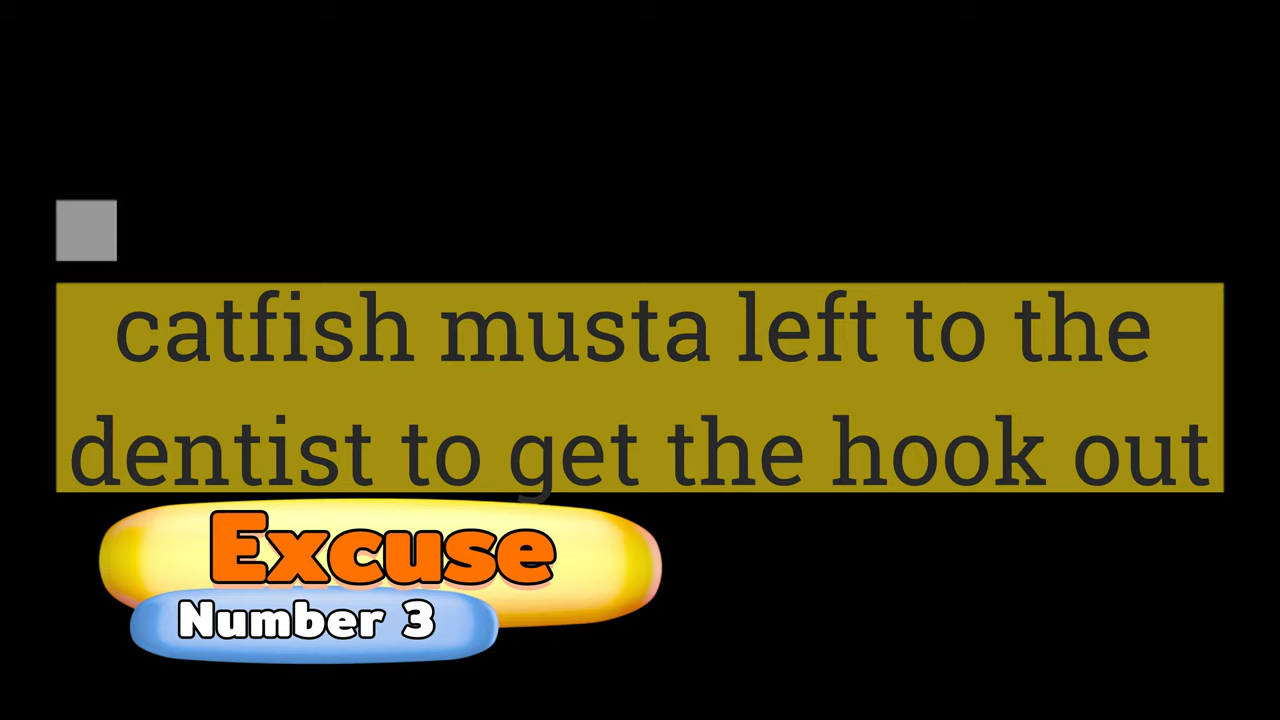 catfish musta left to the
dentist to get the hook out
Excuse
Number 3